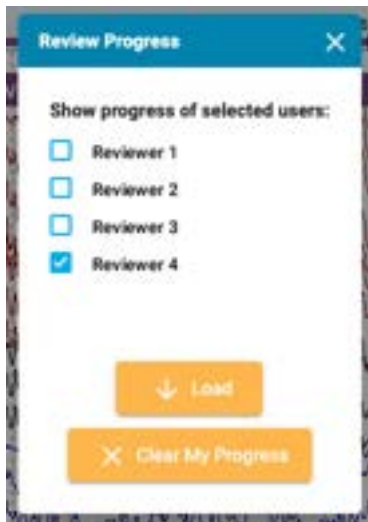 Review Progress
Show progress of selected users:
Reviewer 1
Reviewer 2
Reviewer 3
Reviewer 4
Load
Clear My Progress